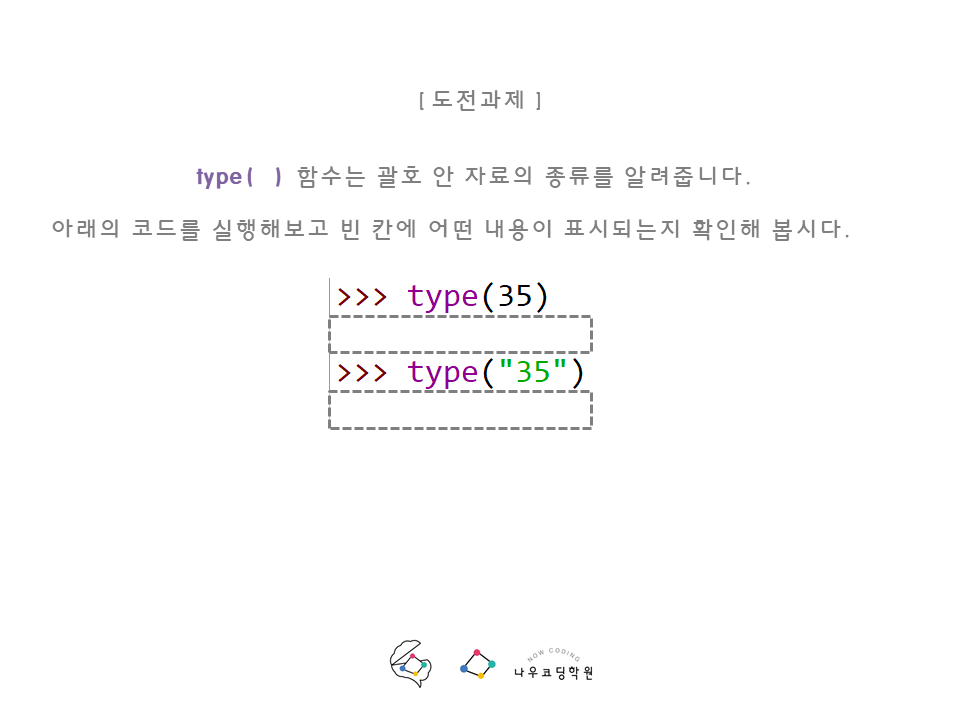 [ 도전과제 ]
type( ) 함수는 괄호 안 자료의 종류를 알려줍니다.
아래의 코드를 실행해보고 빈 칸에 어떤 내용이 표시되는지 확인해 봅시다.
>>> type(35)
>>> type("35")
NOW CODING
나우코딩학원